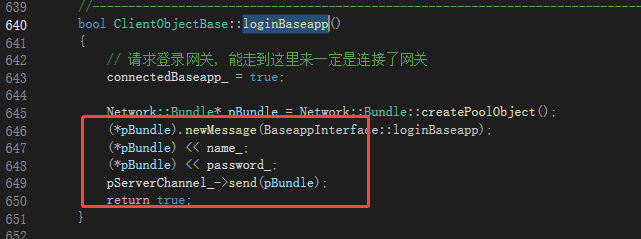 639 //----------------------------------------------------------------------
640 bool ClientObjectBase::loginBaseapp()
641 {
642 // 请求登录网关, 能走到这里来一定是连接了网关
643 connectedBaseapp_ = true;
644
645 Network::Bundle* pBundle = Network::Bundle::createPoolObject();
646 (*pBundle).newMessage(BaseappInterface::loginBaseapp);
647 (*pBundle) << name_;
648 (*pBundle) << password_;
649 pServerChannel_->send(pBundle);
650 return true;
651 }